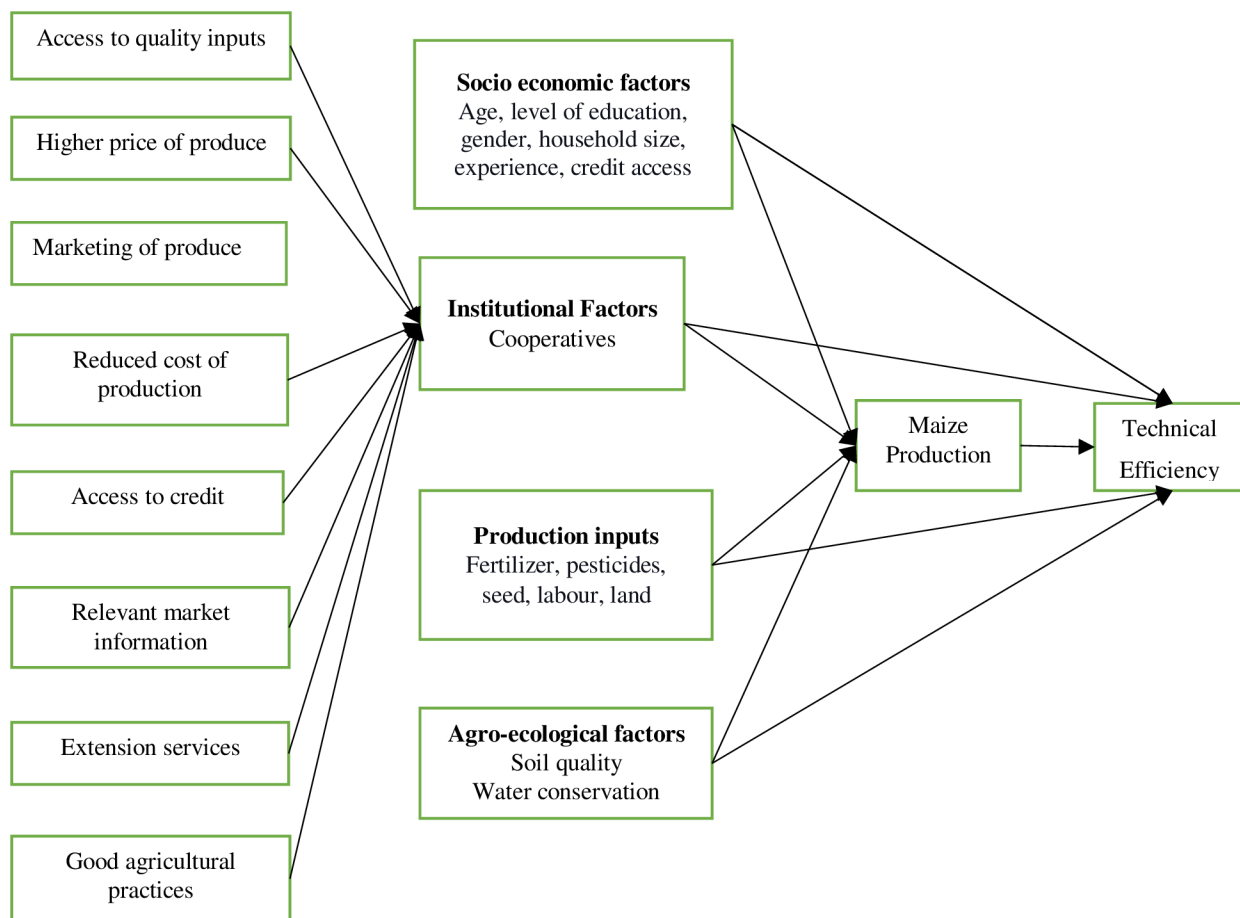 Access to quality inputs
Higher price of produce
Marketing of produce
Reduced cost of
production
Access to credit
Relevant market
information
Extension services
Good agricultural
practices
Socio economic factors
Age, level of education,
gender, household size,
experience, credit access
Institutional Factors
Cooperatives
Production inputs
Fertilizer, pesticides,
seed, labour, land
Agro-ecological factors
Soil quality
Water conservation
Maize
Production
Technical
Efficiency